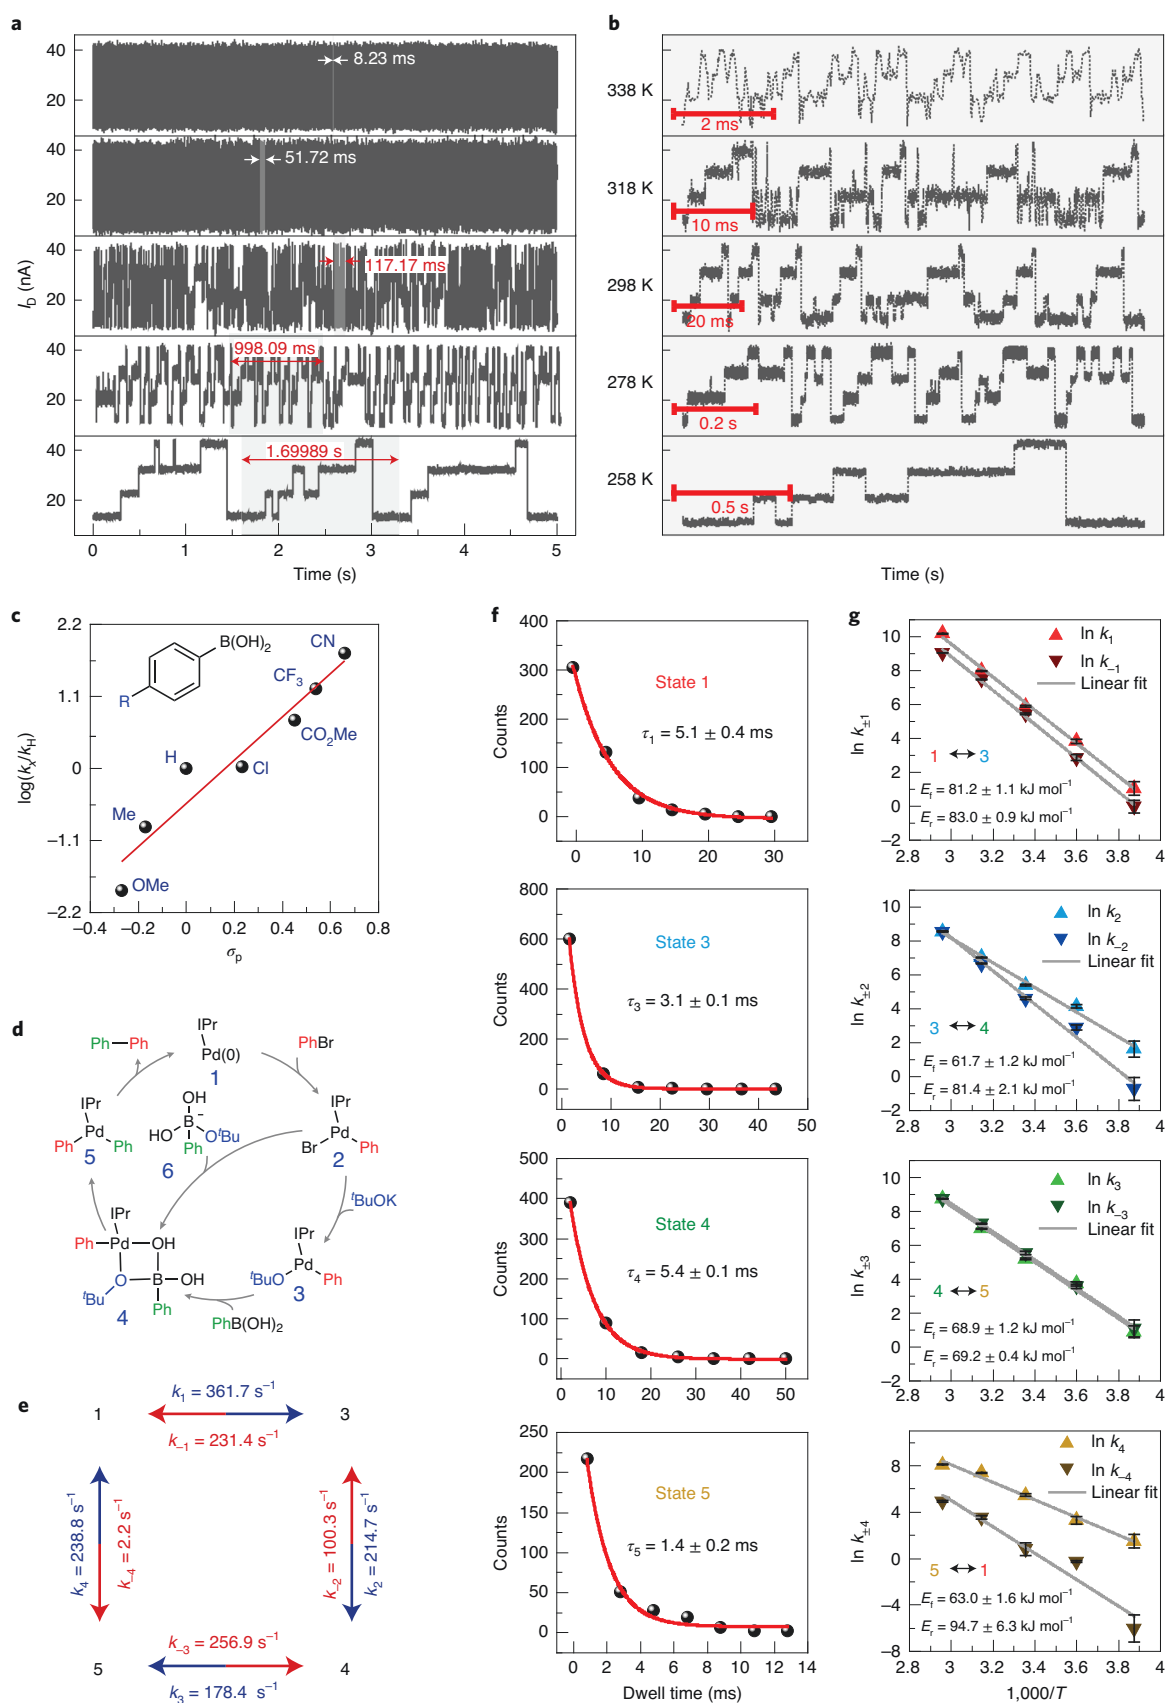 a
I_D (nA)
40
20
8.23 ms
40
20
51.72 ms
40
20
117.17 ms
40
20
998.09 ms
40
20
1.69989 s
0 1 2 3 4 5
Time (s)
b
338 K
2 ms
318 K
10 ms
298 K
20 ms
278 K
0.2 s
258 K
0.5 s
Time (s)
c
log(kₓ/k_H)
2.2
1.1
0
−1.1
−2.2
B(OH)₂
R
CN
CF₃
CO₂Me
H
Cl
Me
OMe
−0.4 −0.2 0 0.2 0.4 0.6 0.8
σₚ
d
Ph—Ph
IPr
Pd(0)
1
PhBr
IPr
Pd
Ph Ph
5
OH
B⁻
HO OᵗBu
Ph
6
IPr
Pd
Br Ph
2
ᵗBuOK
IPr
Ph Pd OH
O B OH
ᵗBu
Ph
4
IPr
Pd
ᵗBuO Ph
3
PhB(OH)₂
e
k₁ = 361.7 s⁻¹
1 3
k₋₁ = 231.4 s⁻¹
k₄ = 238.8 s⁻¹
k₋₄ = 2.2 s⁻¹
k₋₂ = 100.3 s⁻¹
k₂ = 214.7 s⁻¹
k₋₃ = 256.9 s⁻¹
5 4
k₃ = 178.4 s⁻¹
f
Counts
400
300
200
100
0
State 1
τ₁ = 5.1 ± 0.4 ms
0 10 20 30
Counts
800
600
400
200
0
State 3
τ₃ = 3.1 ± 0.1 ms
0 10 20 30 40
Counts
500
400
300
200
100
0
State 4
τ₄ = 5.4 ± 0.1 ms
0 10 20 30 40 50
Counts
250
200
150
100
50
0
State 5
τ₅ = 1.4 ± 0.2 ms
0 2 4 6 8 10 12 14
Dwell time (ms)
g
ln k±₁
10
8
6
4
2
0
−2
ln k₁
ln k₋₁
Linear fit
1 ↔ 3
E_f = 81.2 ± 1.1 kJ mol⁻¹
E_r = 83.0 ± 0.9 kJ mol⁻¹
2.8 3 3.2 3.4 3.6 3.8 4
ln k±₂
10
8
6
4
2
0
−2
ln k₂
ln k₋₂
Linear fit
3 ↔ 4
E_f = 61.7 ± 1.2 kJ mol⁻¹
E_r = 81.4 ± 2.1 kJ mol⁻¹
2.8 3 3.2 3.4 3.6 3.8 4
ln k±₃
10
8
6
4
2
0
−2
ln k₃
ln k₋₃
Linear fit
4 ↔ 5
E_f = 68.9 ± 1.2 kJ mol⁻¹
E_r = 69.2 ± 0.4 kJ mol⁻¹
2.8 3 3.2 3.4 3.6 3.8 4
ln k±₄
8
4
0
−4
−8
ln k₄
ln k₋₄
Linear fit
5 ↔ 1
E_f = 63.0 ± 1.6 kJ mol⁻¹
E_r = 94.7 ± 6.3 kJ mol⁻¹
2.8 3 3.2 3.4 3.6 3.8 4
1,000/T